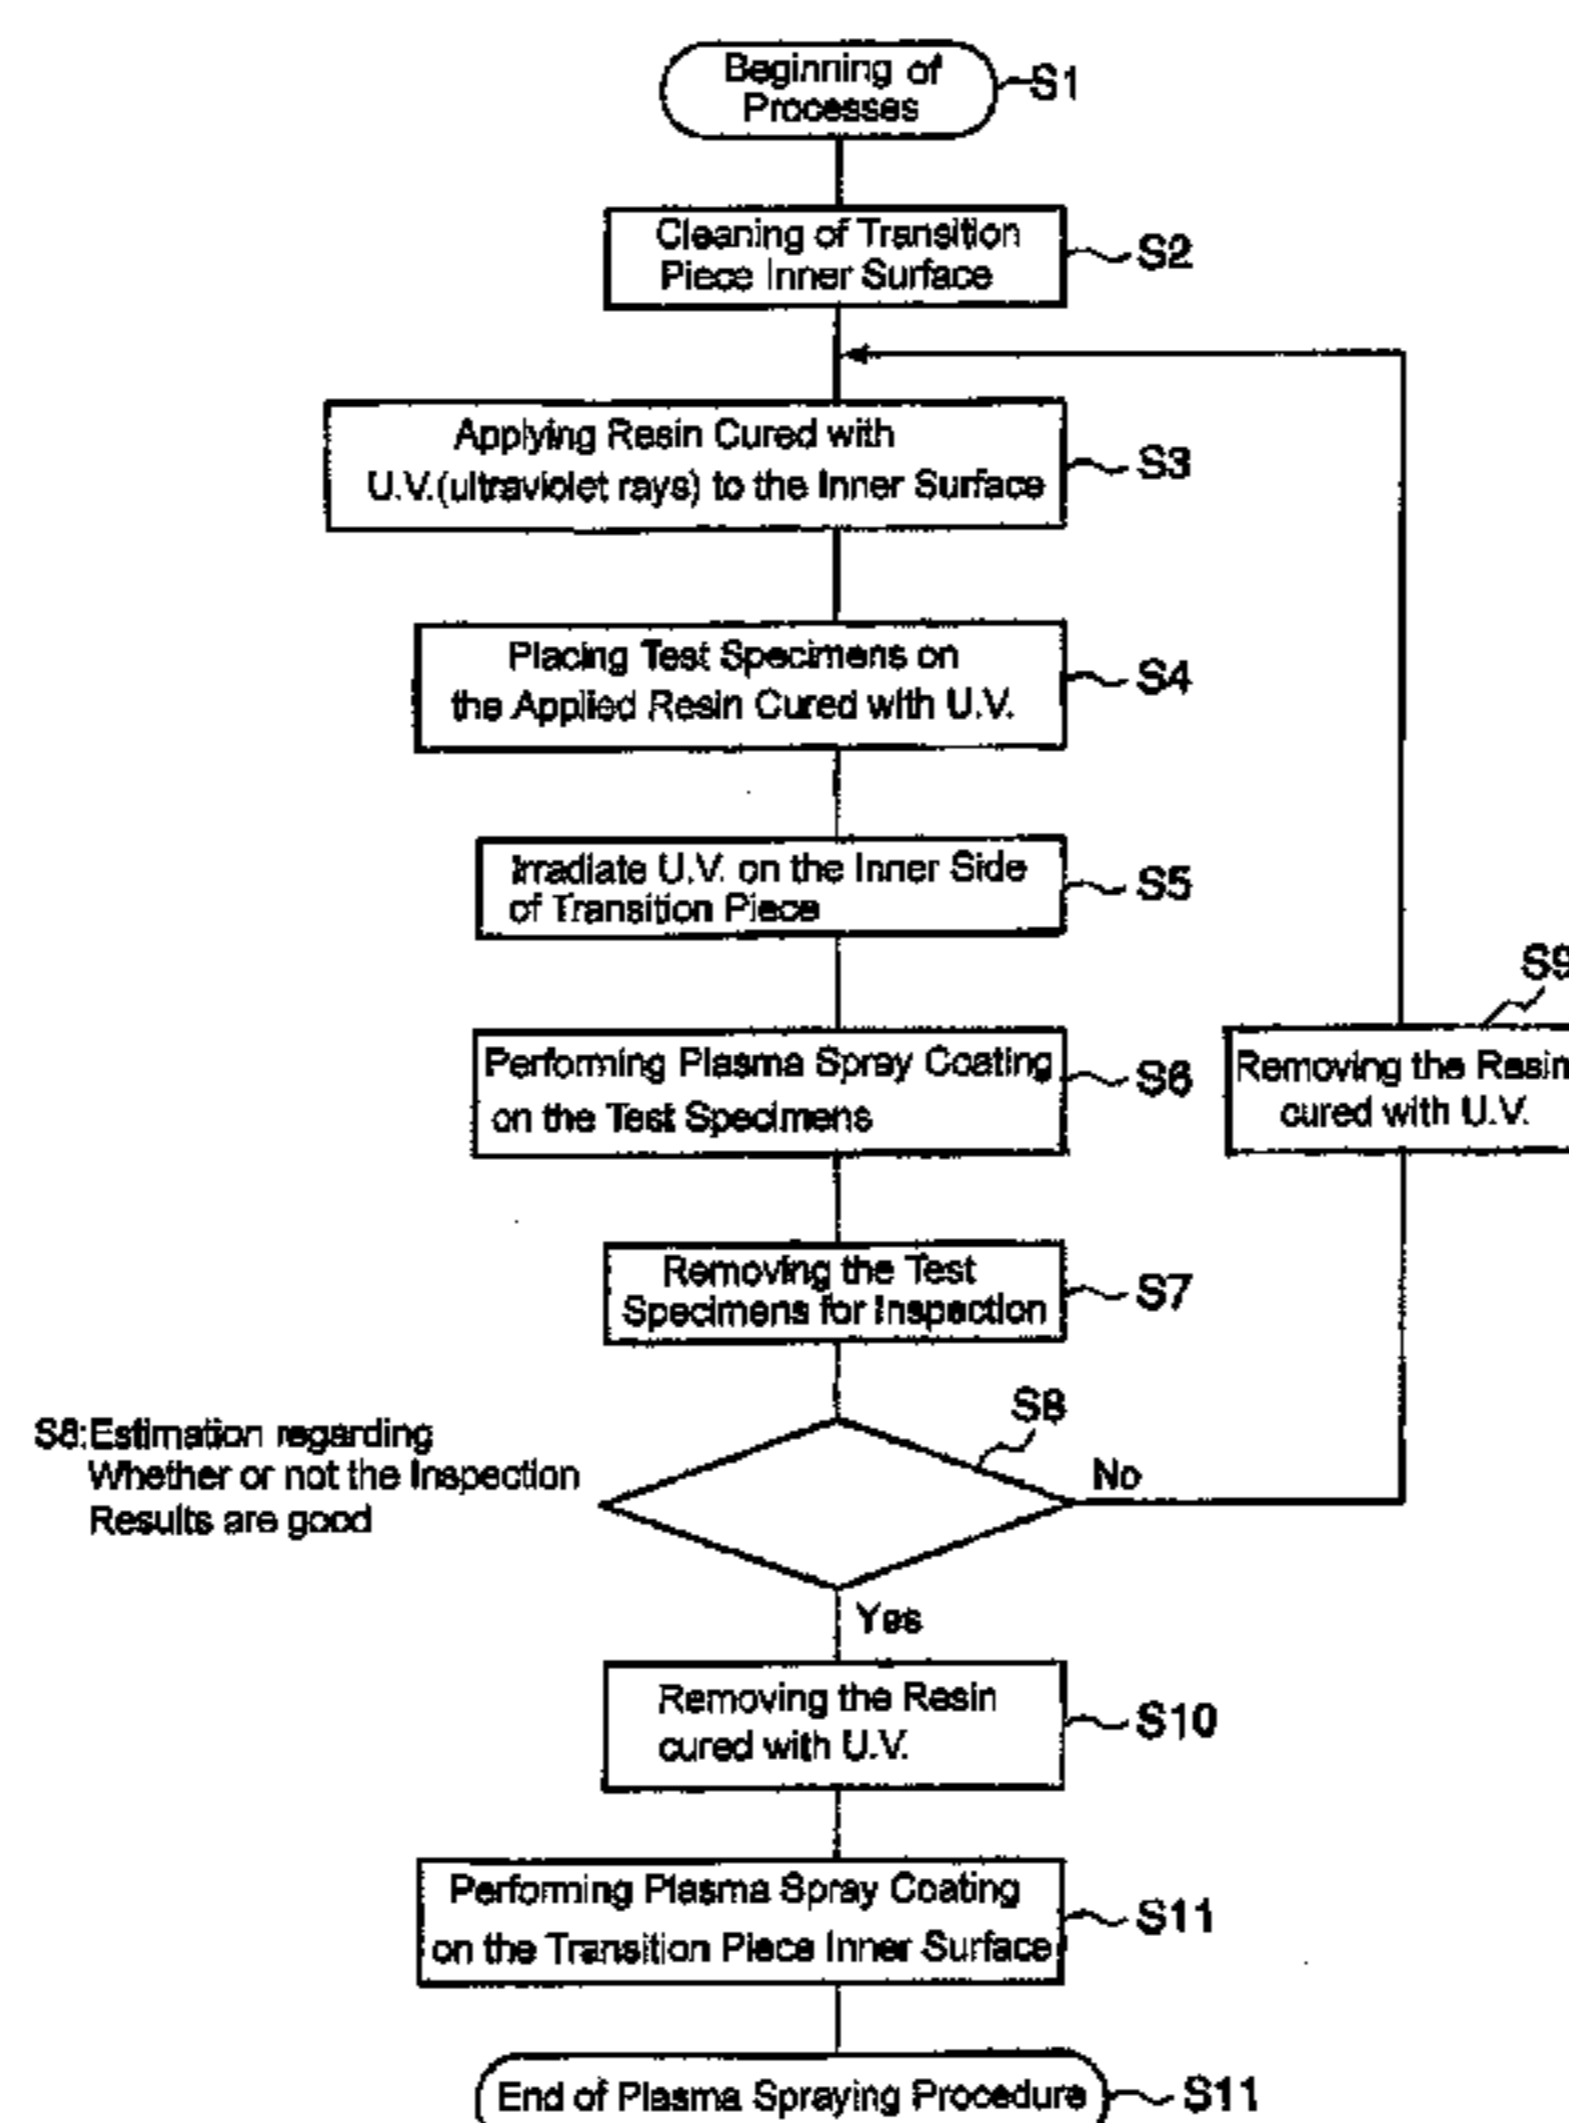 Beginning of
Processes
S1
Cleaning of Transition
Piece Inner Surface
S2
Applying Resin Cured with
U.V.(ultraviolet rays) to the Inner Surface
S3
Placing Test Specimens on
the Applied Resin Cured with U.V.
S4
Irradiate U.V. on the Inner Side
of Transition Piece
S5
Performing Plasma Spray Coating
on the Test Specimens
S6
S9
Removing the Resin
cured with U.V.
Removing the Test
Specimens for Inspection
S7
S8:Estimation regarding
Whether or not the Inspection
Results are good
S8
No
Yes
Removing the Resin
cured with U.V.
S10
Performing Plasma Spray Coating
on the Transition Piece Inner Surface
S11
End of Plasma Spraying Procedure
S11